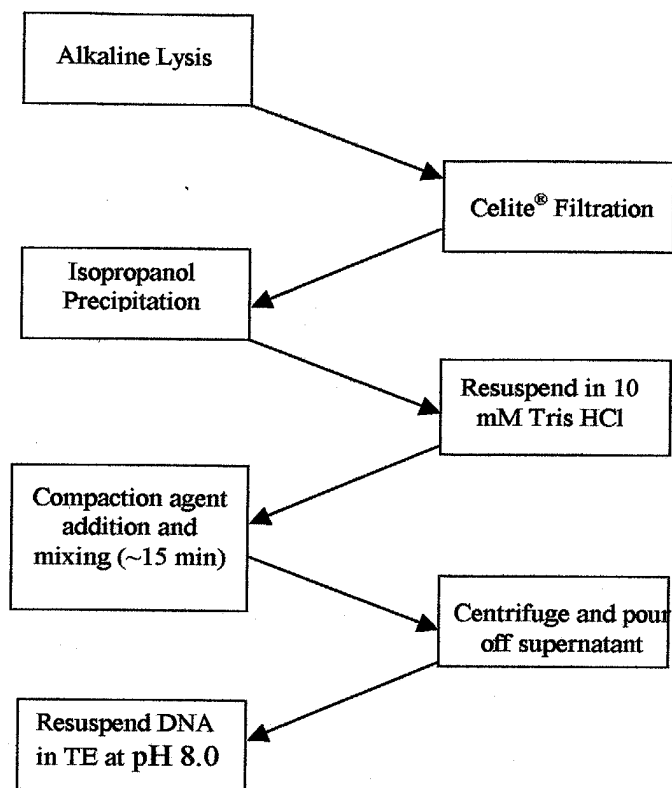 Alkaline Lysis
Celite® Filtration
Isopropanol
Precipitation
Resuspend in 10
mM Tris HCl
Compaction agent
addition and
mixing (~15 min)
Centrifuge and pour
off supernatant
Resuspend DNA
in TE at pH 8.0